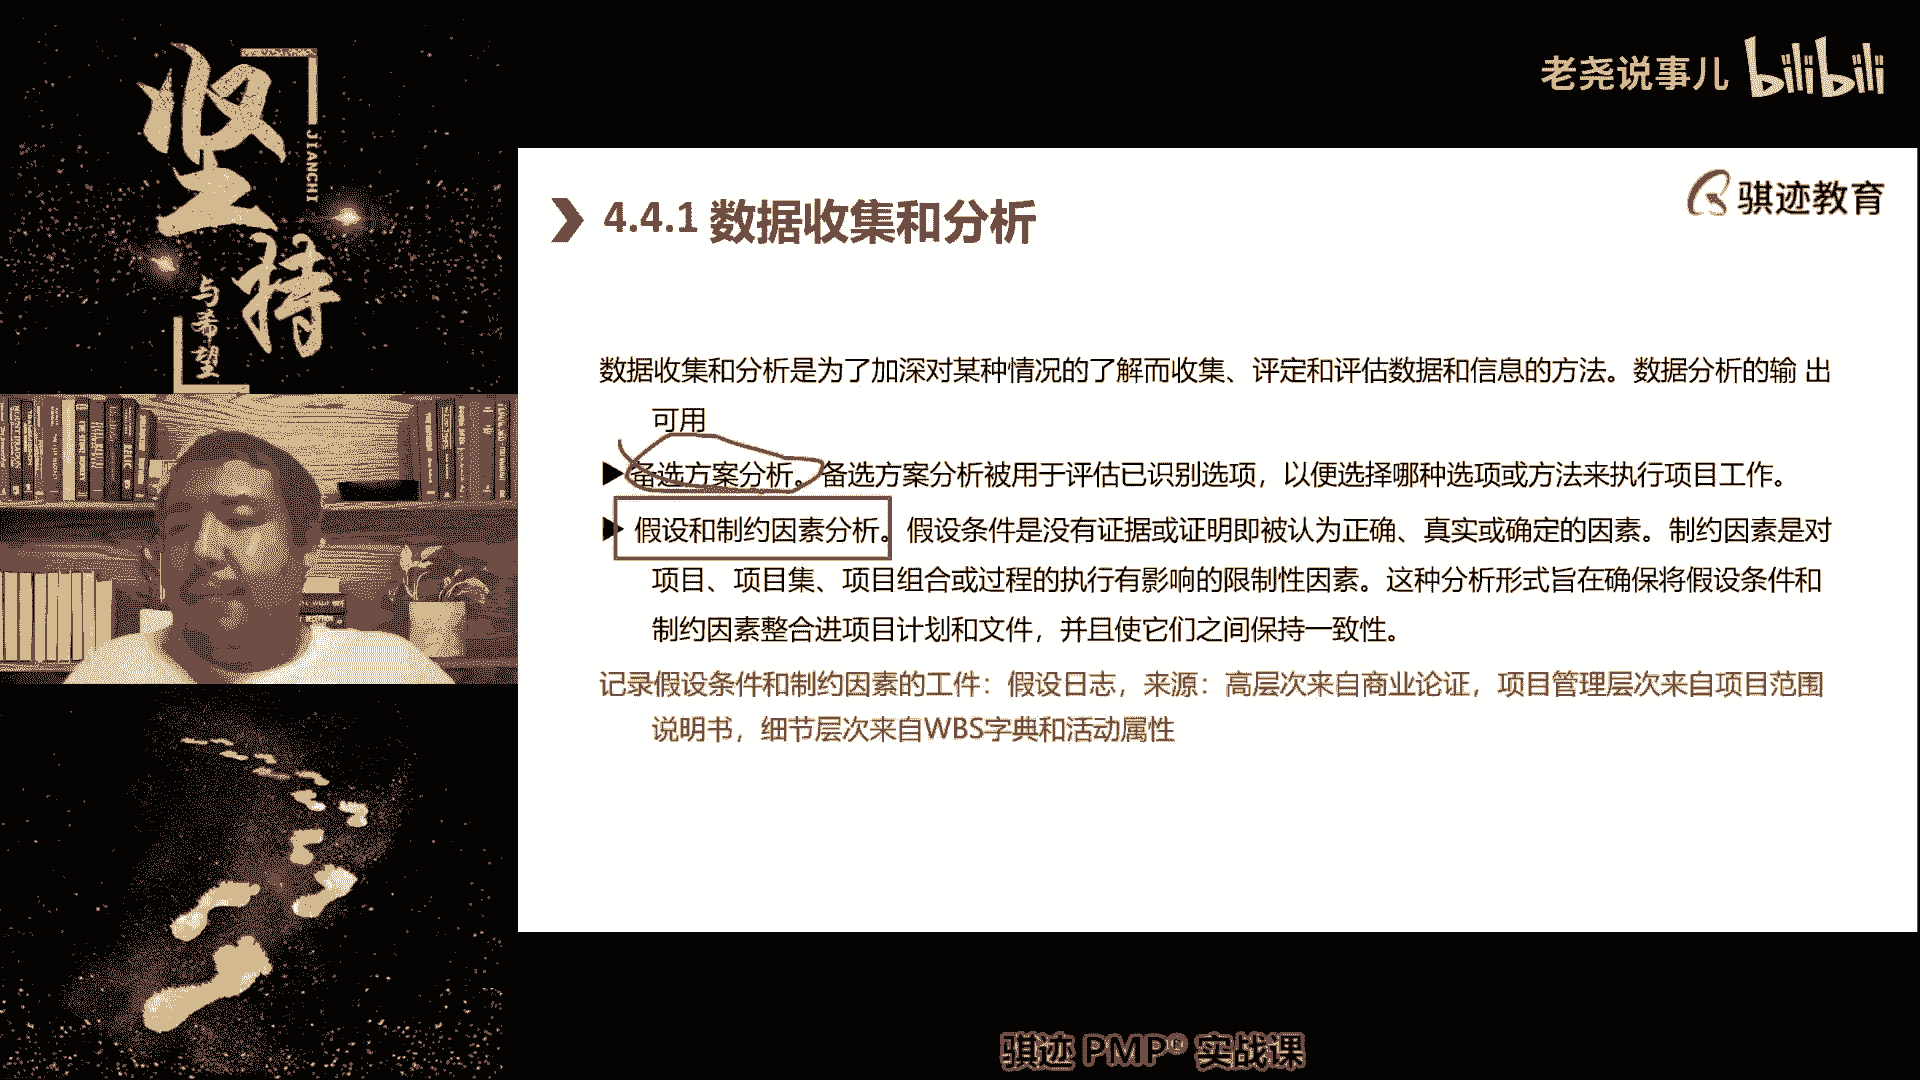 坚持
JIANCHI
与希望
老尧说事儿 bilibili
骐迹教育
4.4.1 数据收集和分析
数据收集和分析是为了加深对某种情况的了解而收集、评定和评估数据和信息的方法。数据分析的输 出
可用
备选方案分析。备选方案分析被用于评估已识别选项，以便选择哪种选项或方法来执行项目工作。
假设和制约因素分析。假设条件是没有证据或证明即被认为正确、真实或确定的因素。制约因素是对
项目、项目集、项目组合或过程的执行有影响的限制性因素。这种分析形式旨在确保将假设条件和
制约因素整合进项目计划和文件，并且使它们之间保持一致性。
记录假设条件和制约因素的工件：假设日志，来源：高层次来自商业论证，项目管理层次来自项目范围
说明书，细节层次来自WBS字典和活动属性
骐迹 PMP® 实战课